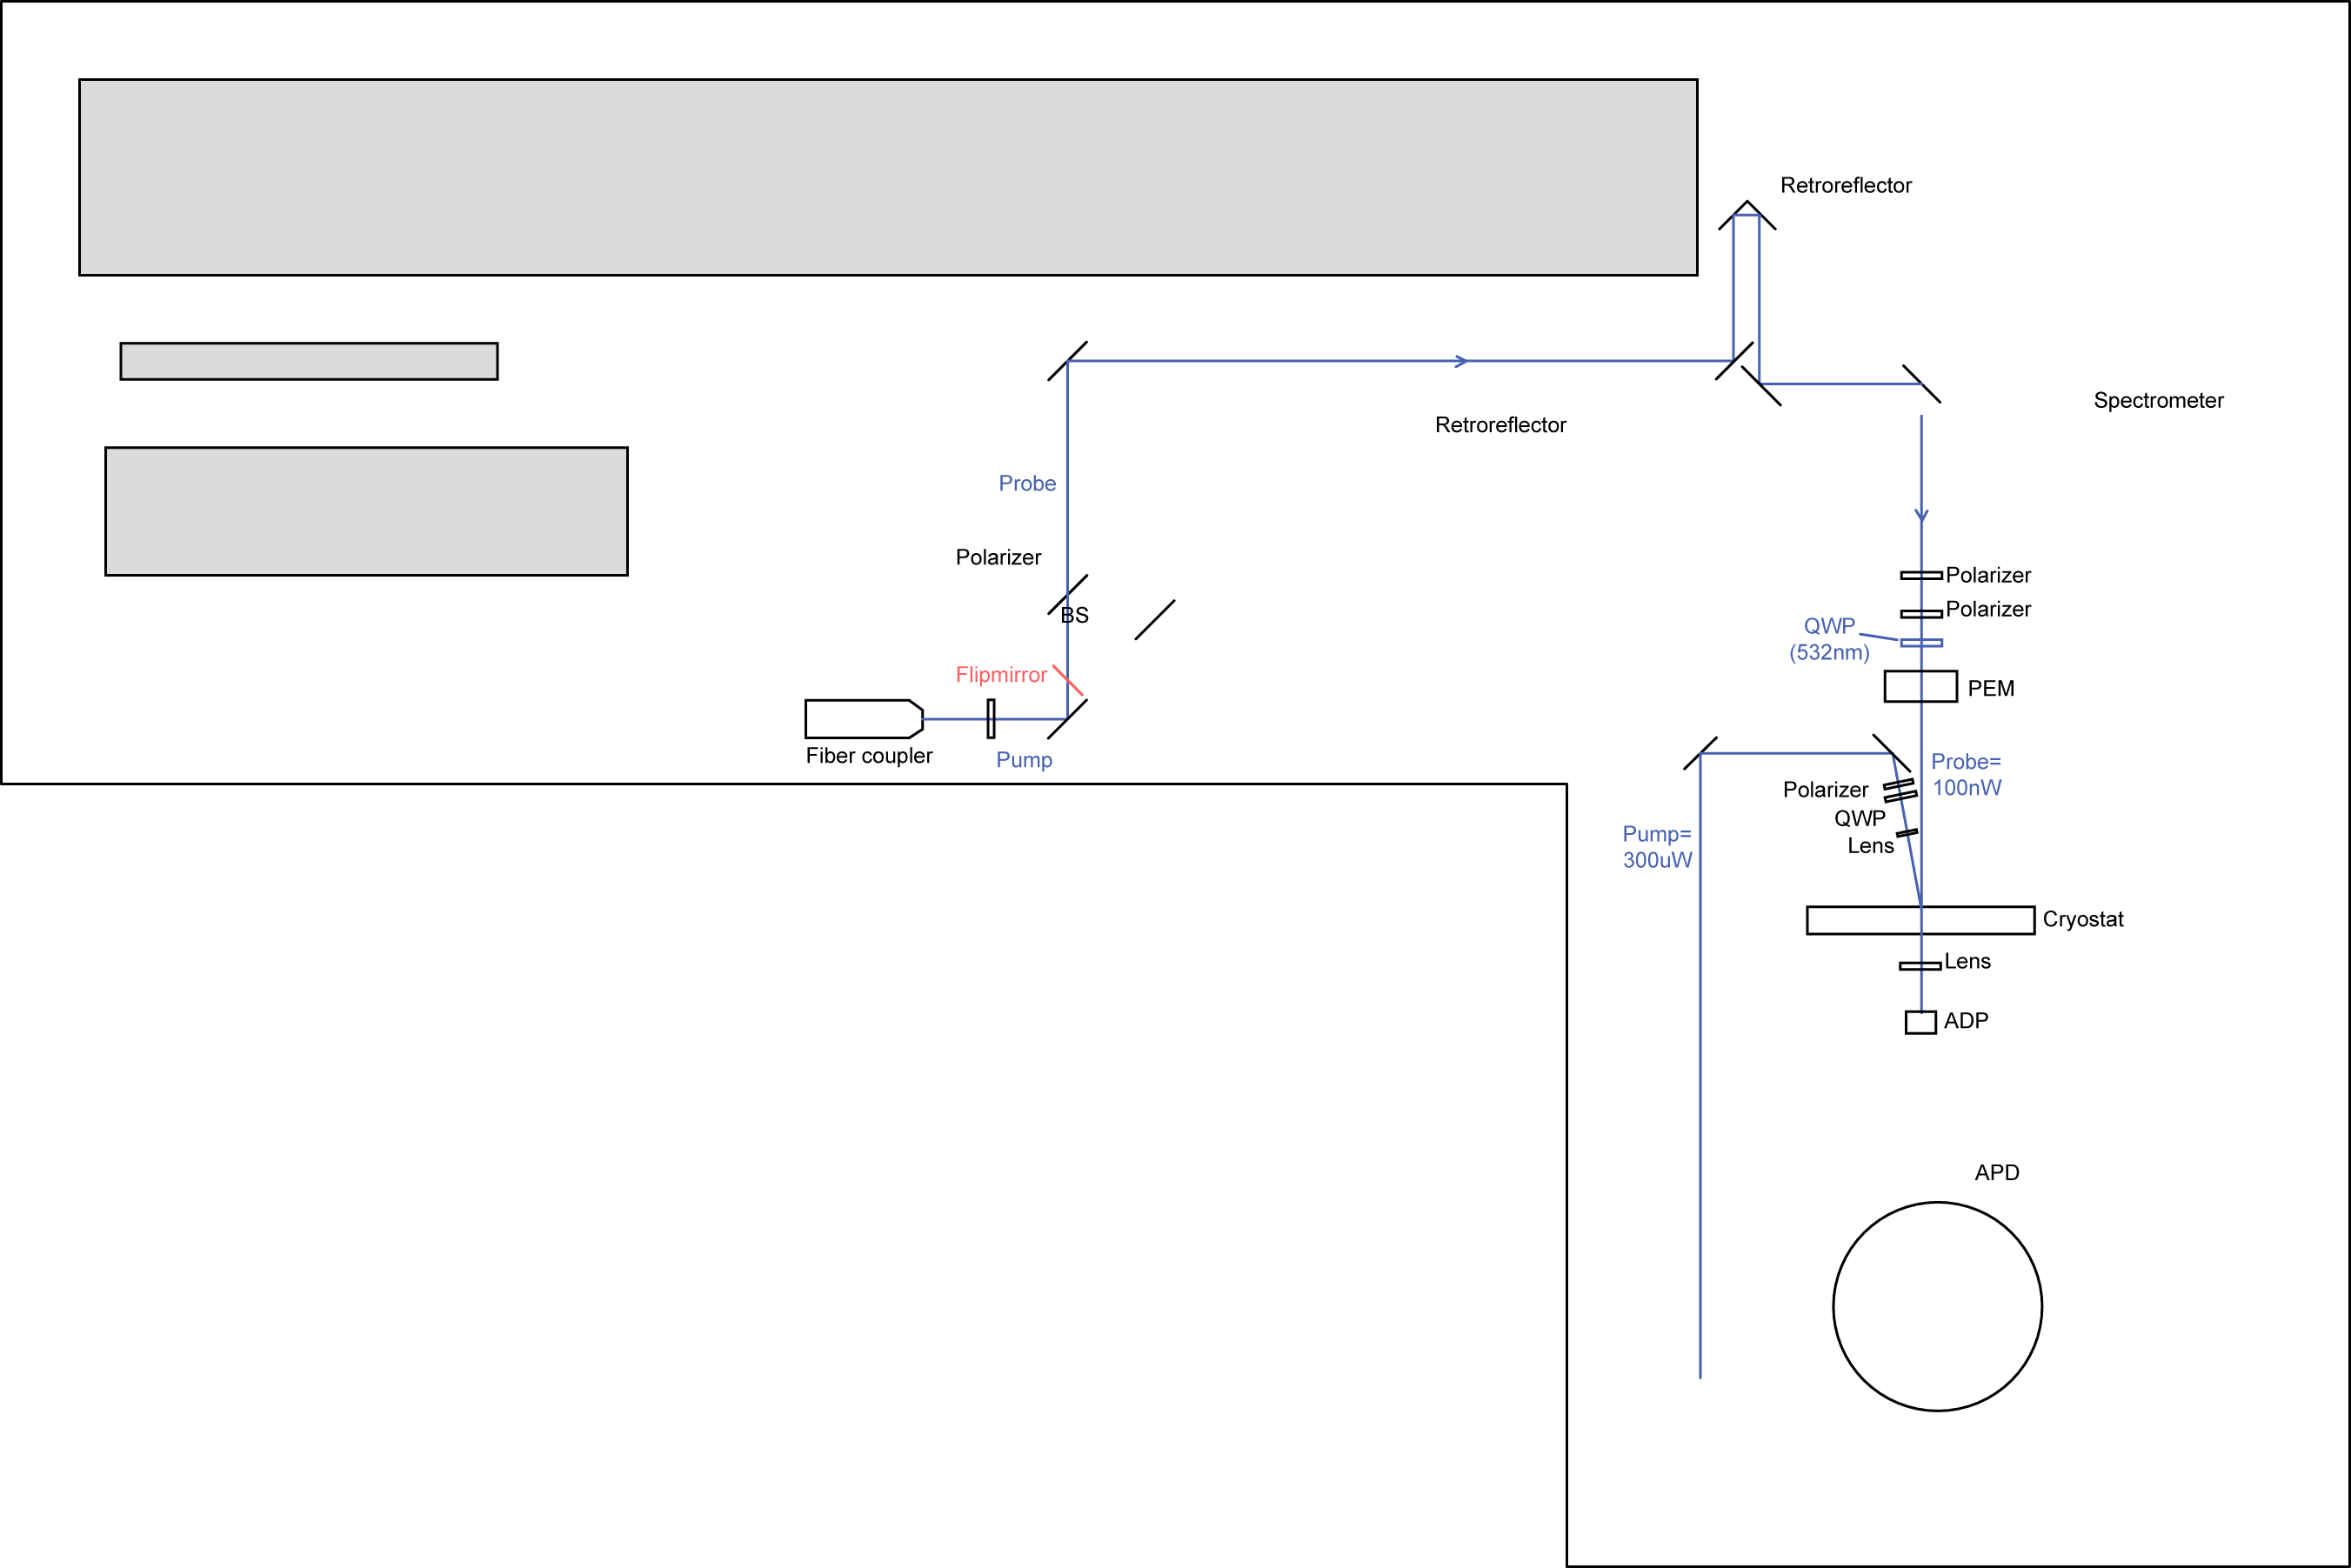 Retroreflector
Spectrometer
Retroreflector
Probe
Polarizer
Polarizer
BS
Polarizer
QWP
(532nm)
Flipmirror
PEM
Fiber coupler
Pump
Probe=
100nW
Polarizer
QWP
Pump=
300uW
Lens
Cryostat
Lens
ADP
APD